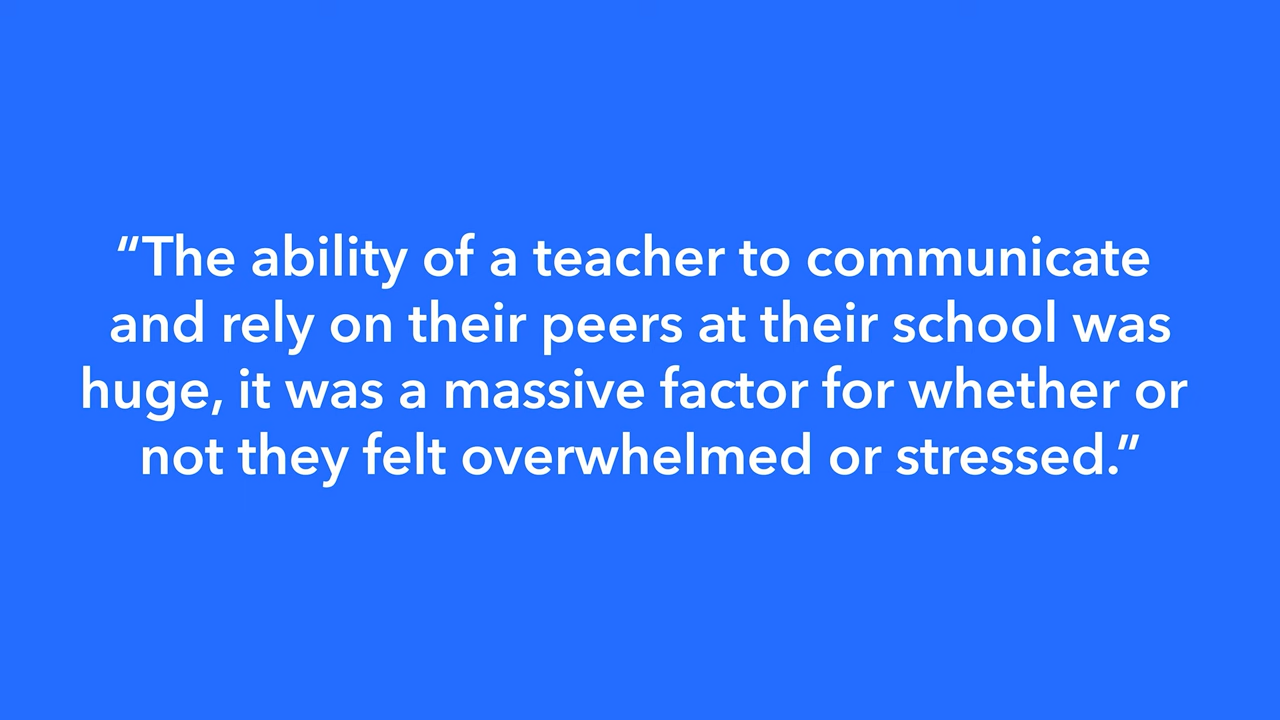 “The ability of a teacher to communicate
and rely on their peers at their school was
huge, it was a massive factor for whether or
not they felt overwhelmed or stressed.”